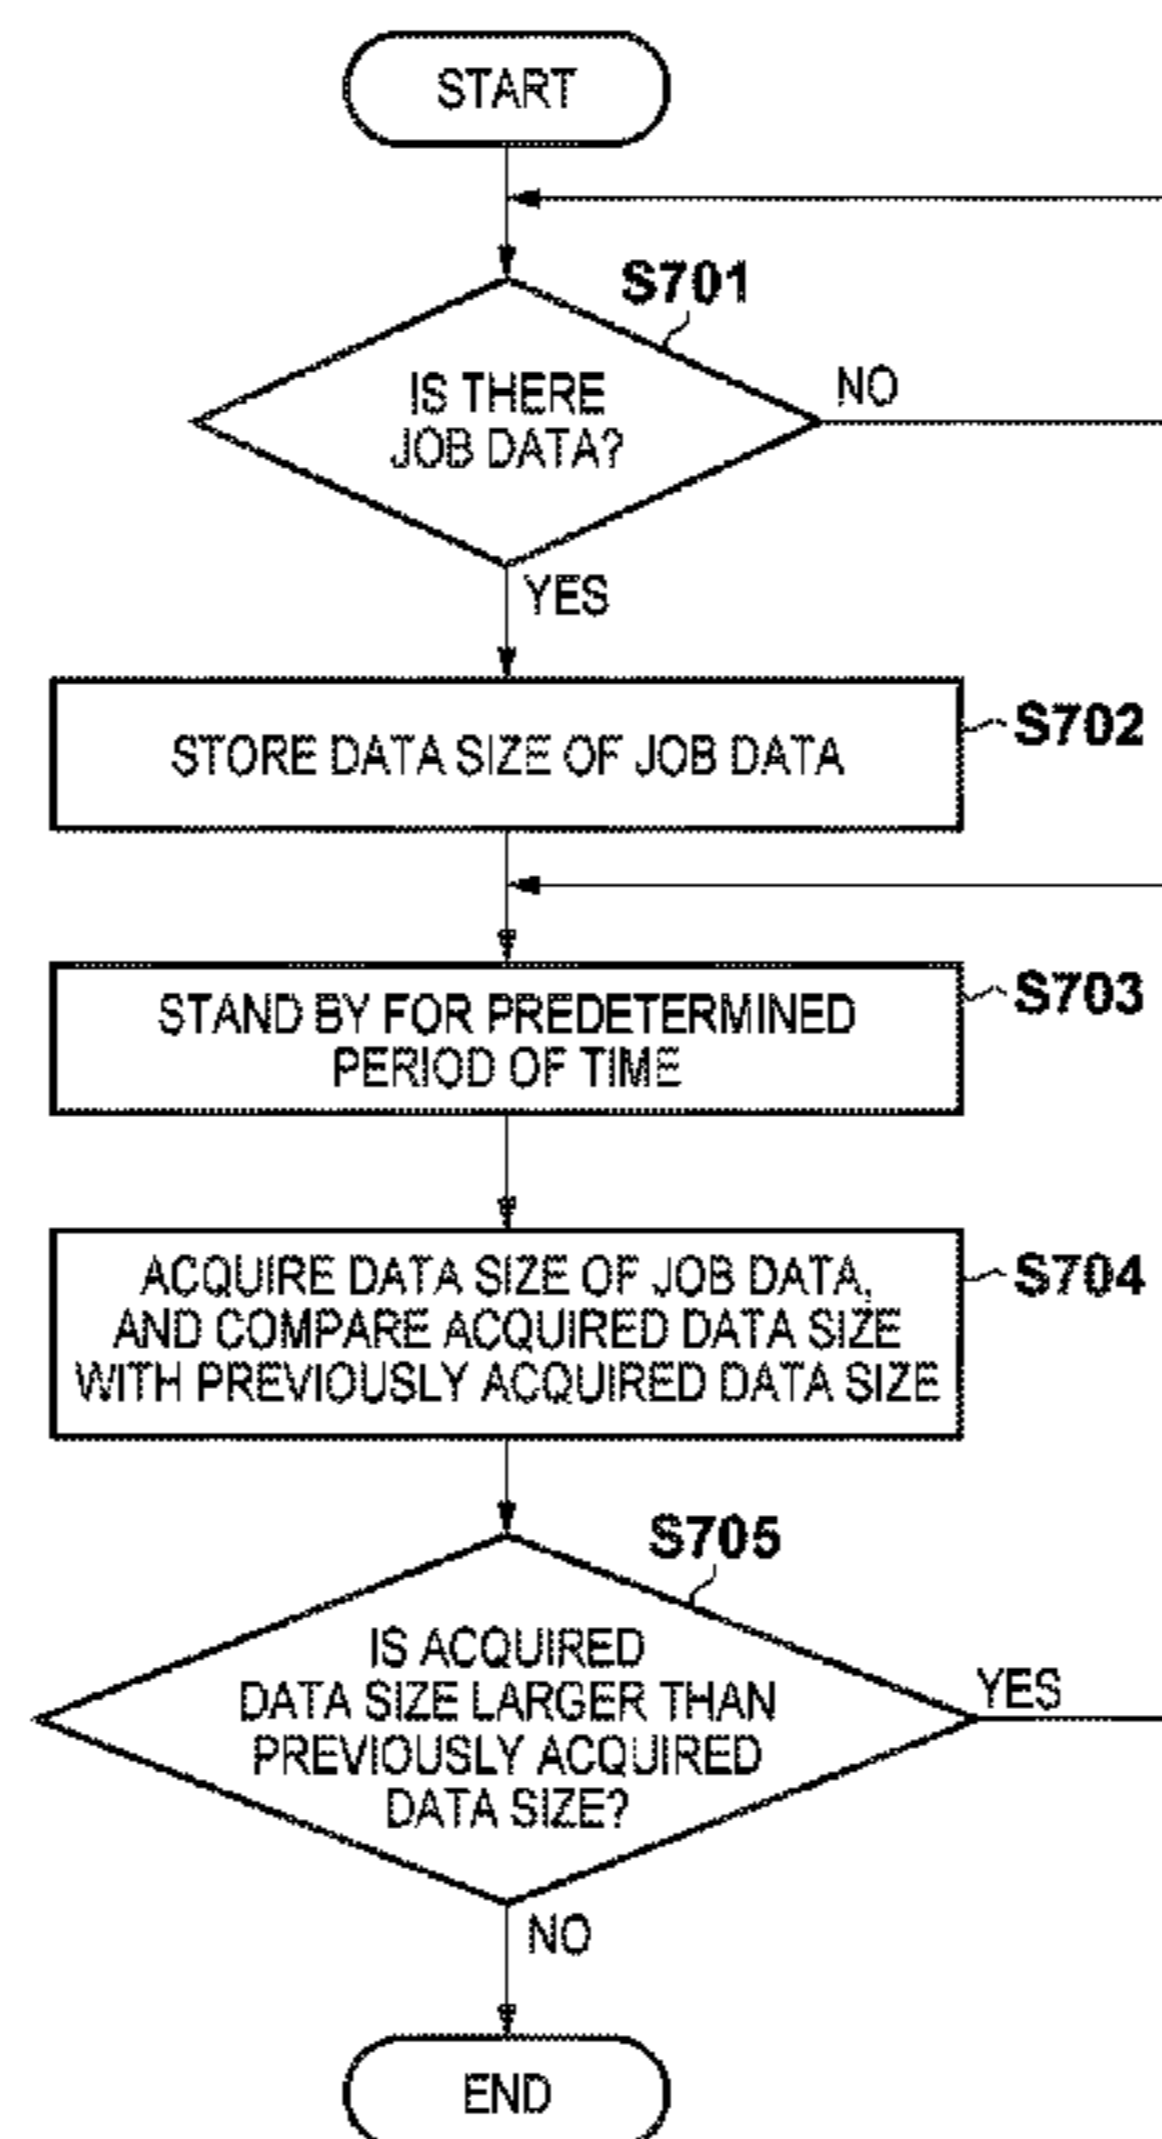 START
S701
IS THERE
JOB DATA?
NO
YES
STORE DATA SIZE OF JOB DATA
S702
STAND BY FOR PREDETERMINED
PERIOD OF TIME
S703
ACQUIRE DATA SIZE OF JOB DATA,
AND COMPARE ACQUIRED DATA SIZE
WITH PREVIOUSLY ACQUIRED DATA SIZE
S704
S705
IS ACQUIRED
DATA SIZE LARGER THAN
PREVIOUSLY ACQUIRED
DATA SIZE?
YES
NO
END